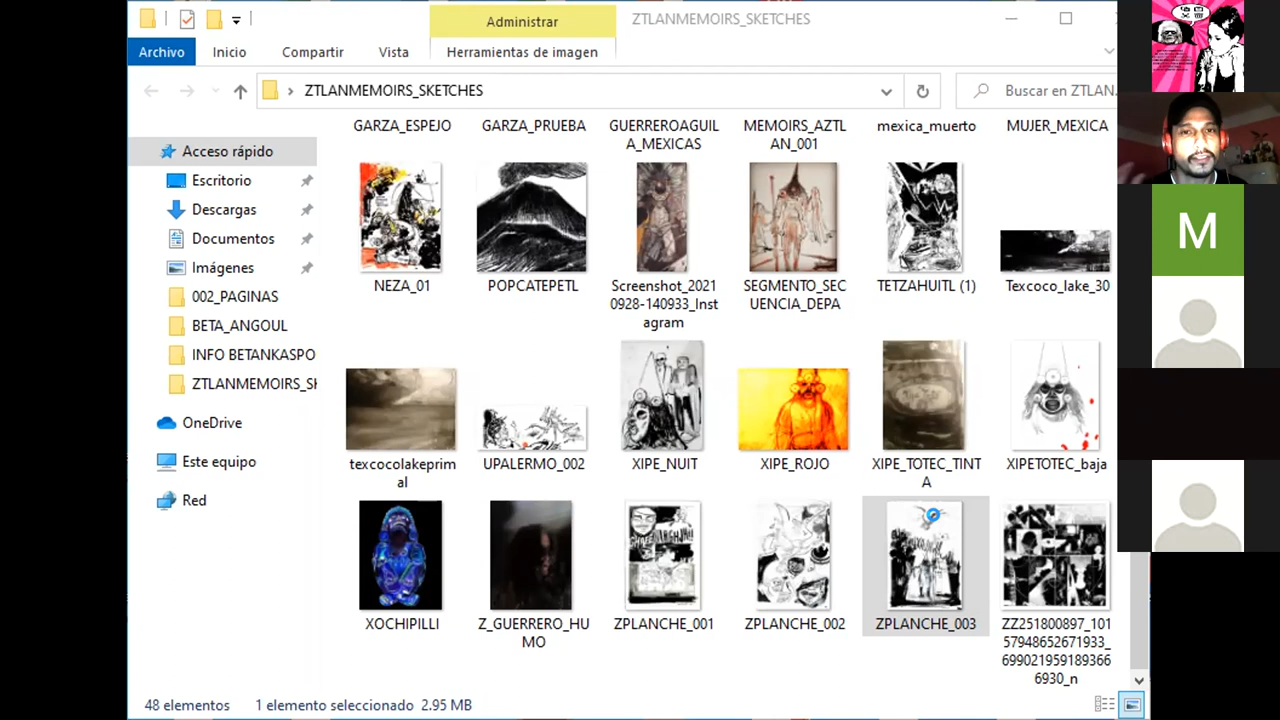 Administrar
ZTLANMEMOIRS_SKETCHES
Archivo
Inicio
Compartir
Vista
Herramientas de imagen
ZTLANMEMOIRS_SKETCHES
Buscar en ZTLAN...
Acceso rápido
Escritorio
Descargas
Documentos
Imágenes
002_PAGINAS
BETA_ANGOUL
INFO BETANKASPO
ZTLANMEMOIRS_SK
OneDrive
Este equipo
Red
GARZA_ESPEJO
GARZA_PRUEBA
GUERREROAGUIL
A_MEXICAS
MEMOIRS_AZTL
AN_001
mexica_muerto
MUJER_MEXICA
NEZA_01
POPCATEPETL
Screenshot_2021
0928-140933_Inst
agram
SEGMENTO_SEC
UENCIA_DEPA
TETZAHUITL (1)
Texcoco_lake_30
texcocolakeprim
al
UPALERMO_002
XIPE_NUIT
XIPE_ROJO
XIPE_TOTEC_TINT
A
XIPETOTEC_baja
XOCHIPILLI
Z_GUERRERO_HU
MO
ZPLANCHE_001
ZPLANCHE_002
ZPLANCHE_003
ZZ251800897_101
57948652671933_
699021959189366
6930_n
48 elementos
1 elemento seleccionado 2.95 MB
M